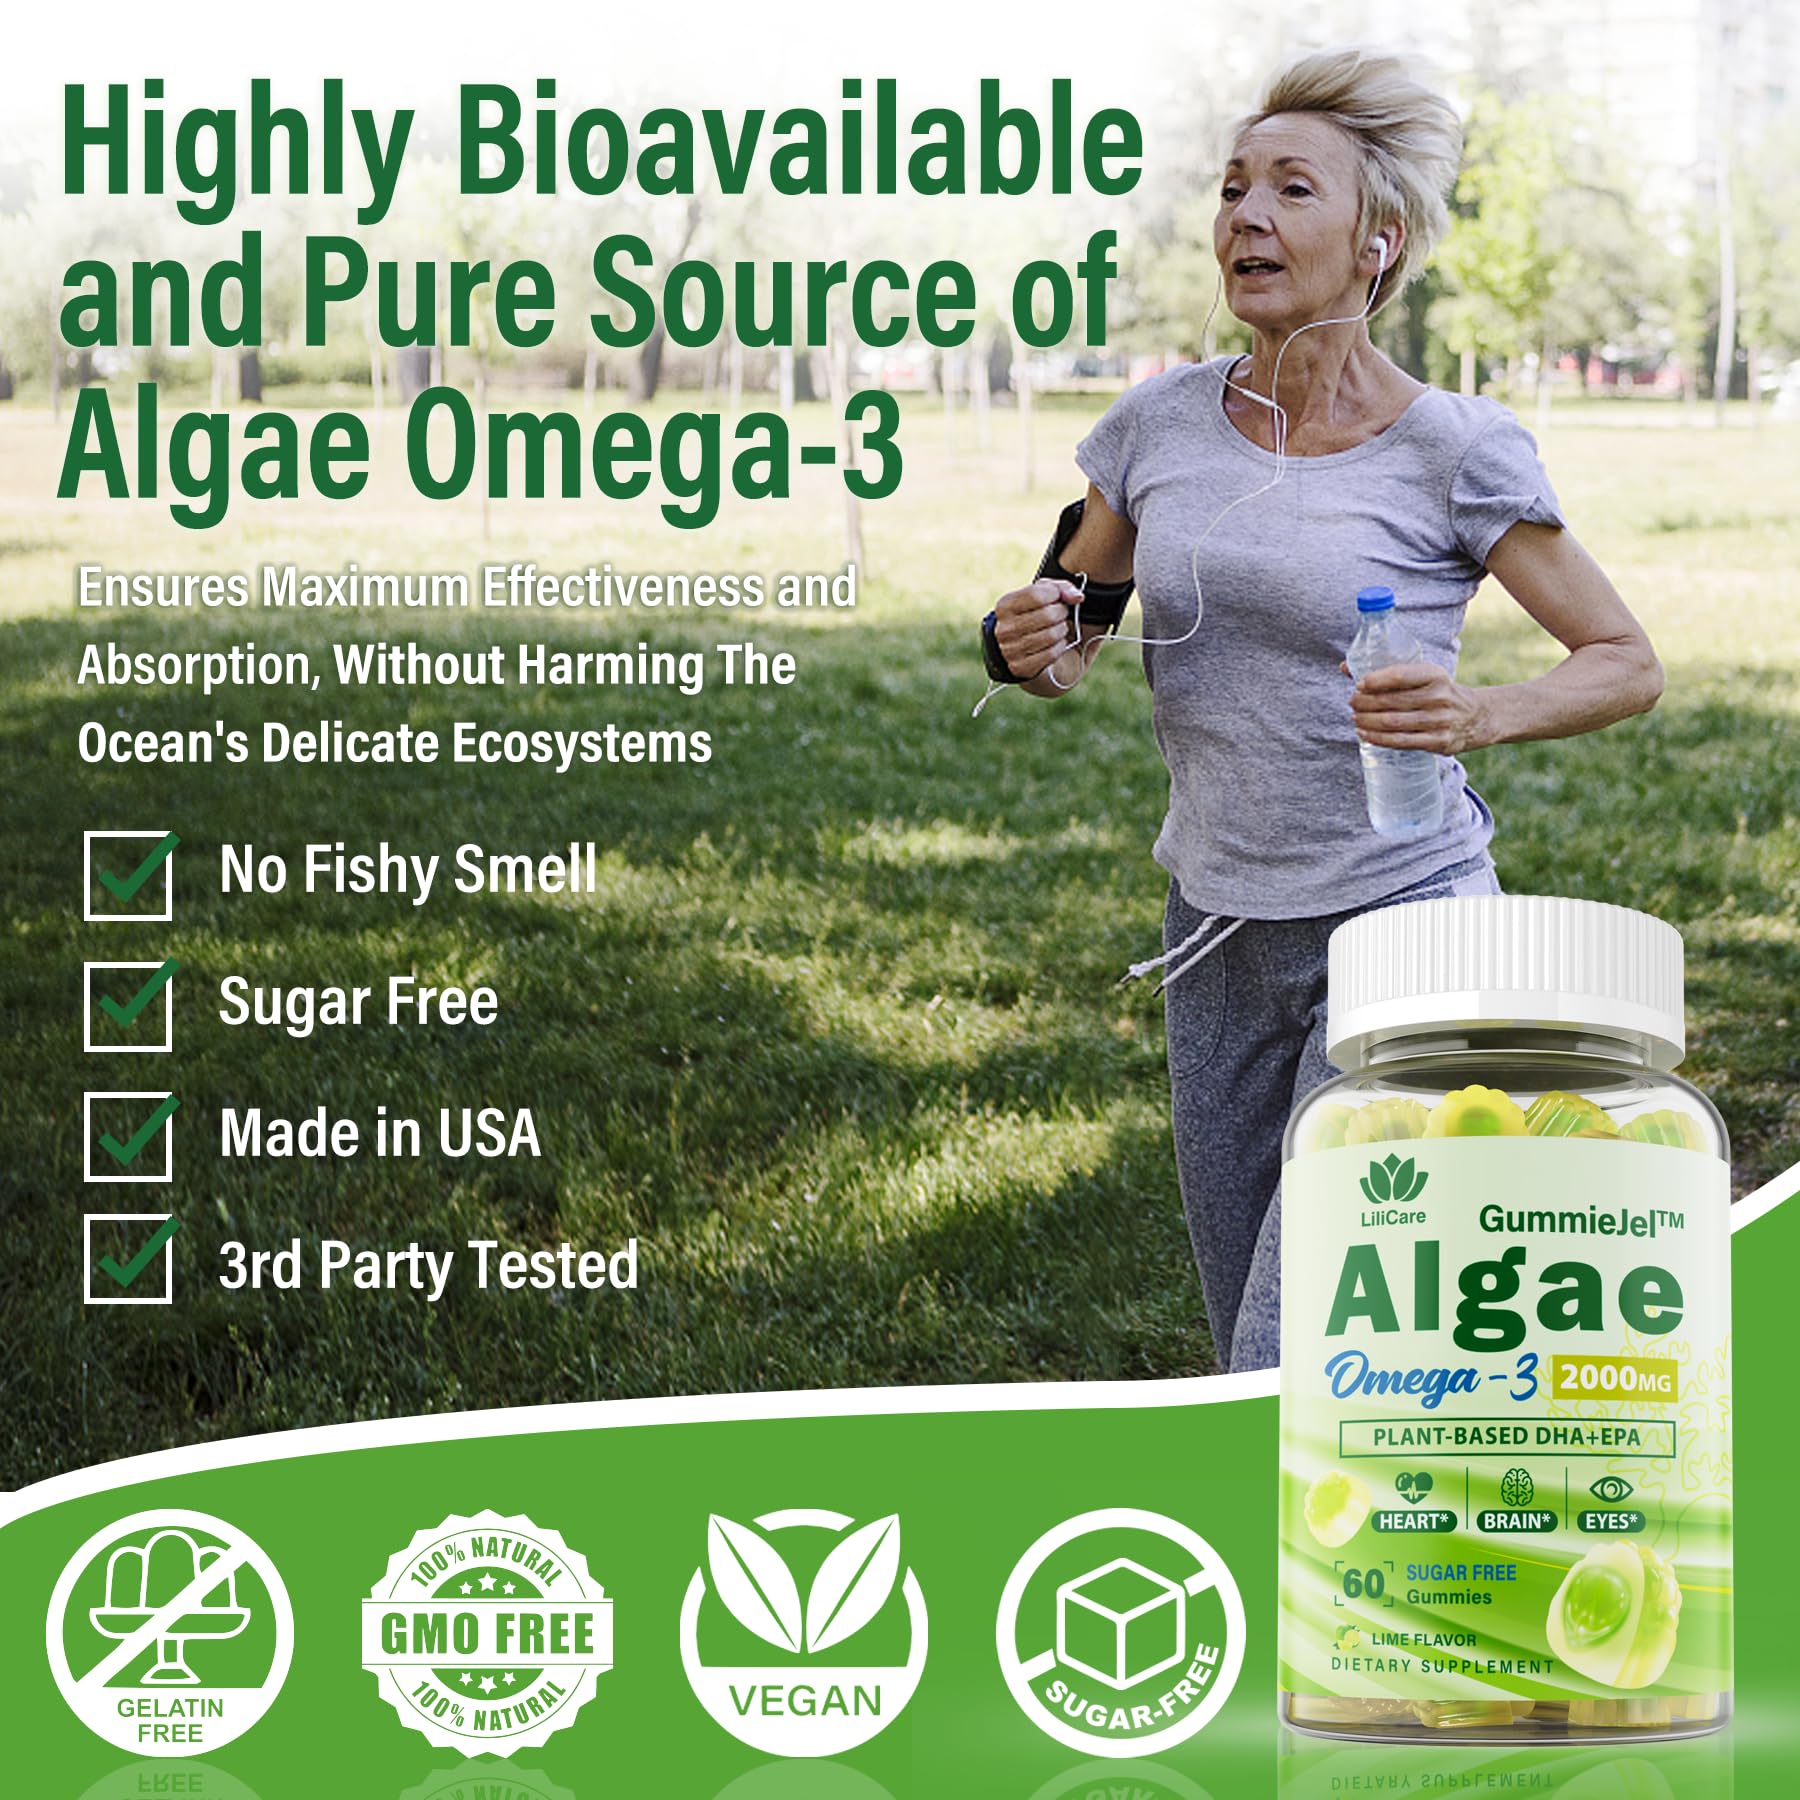 Highly Bioavailable
and Pure Source of
Algae Omega-3
Ensures Maximum Effectiveness and
Absorption, Without Harming The
Ocean's Delicate Ecosystems
No Fishy Smell
Sugar Free
Made in USA
3rd Party Tested
LiliCare
GummieJel™
Algae
Omega-3 2000MG
PLANT-BASED DHA+EPA
HEART* BRAIN* EYES*
60 SUGAR FREE
Gummies
LIME FLAVOR
DIETARY SUPPLEMENT
GELATIN
FREE
100% NATURAL
GMO FREE
100% NATURAL
VEGAN
SUGAR-FREE
FREE
DIETARY SUPPLEMENT